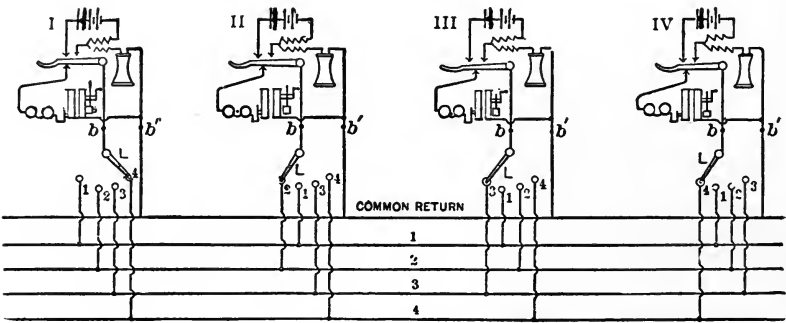 I II III IV
b b' b b' b b' b b'
L L L L
1 2 3 4 2 1 3 4 3 1 2 4 4 1 2 3
COMMON RETURN
1
2
3
4